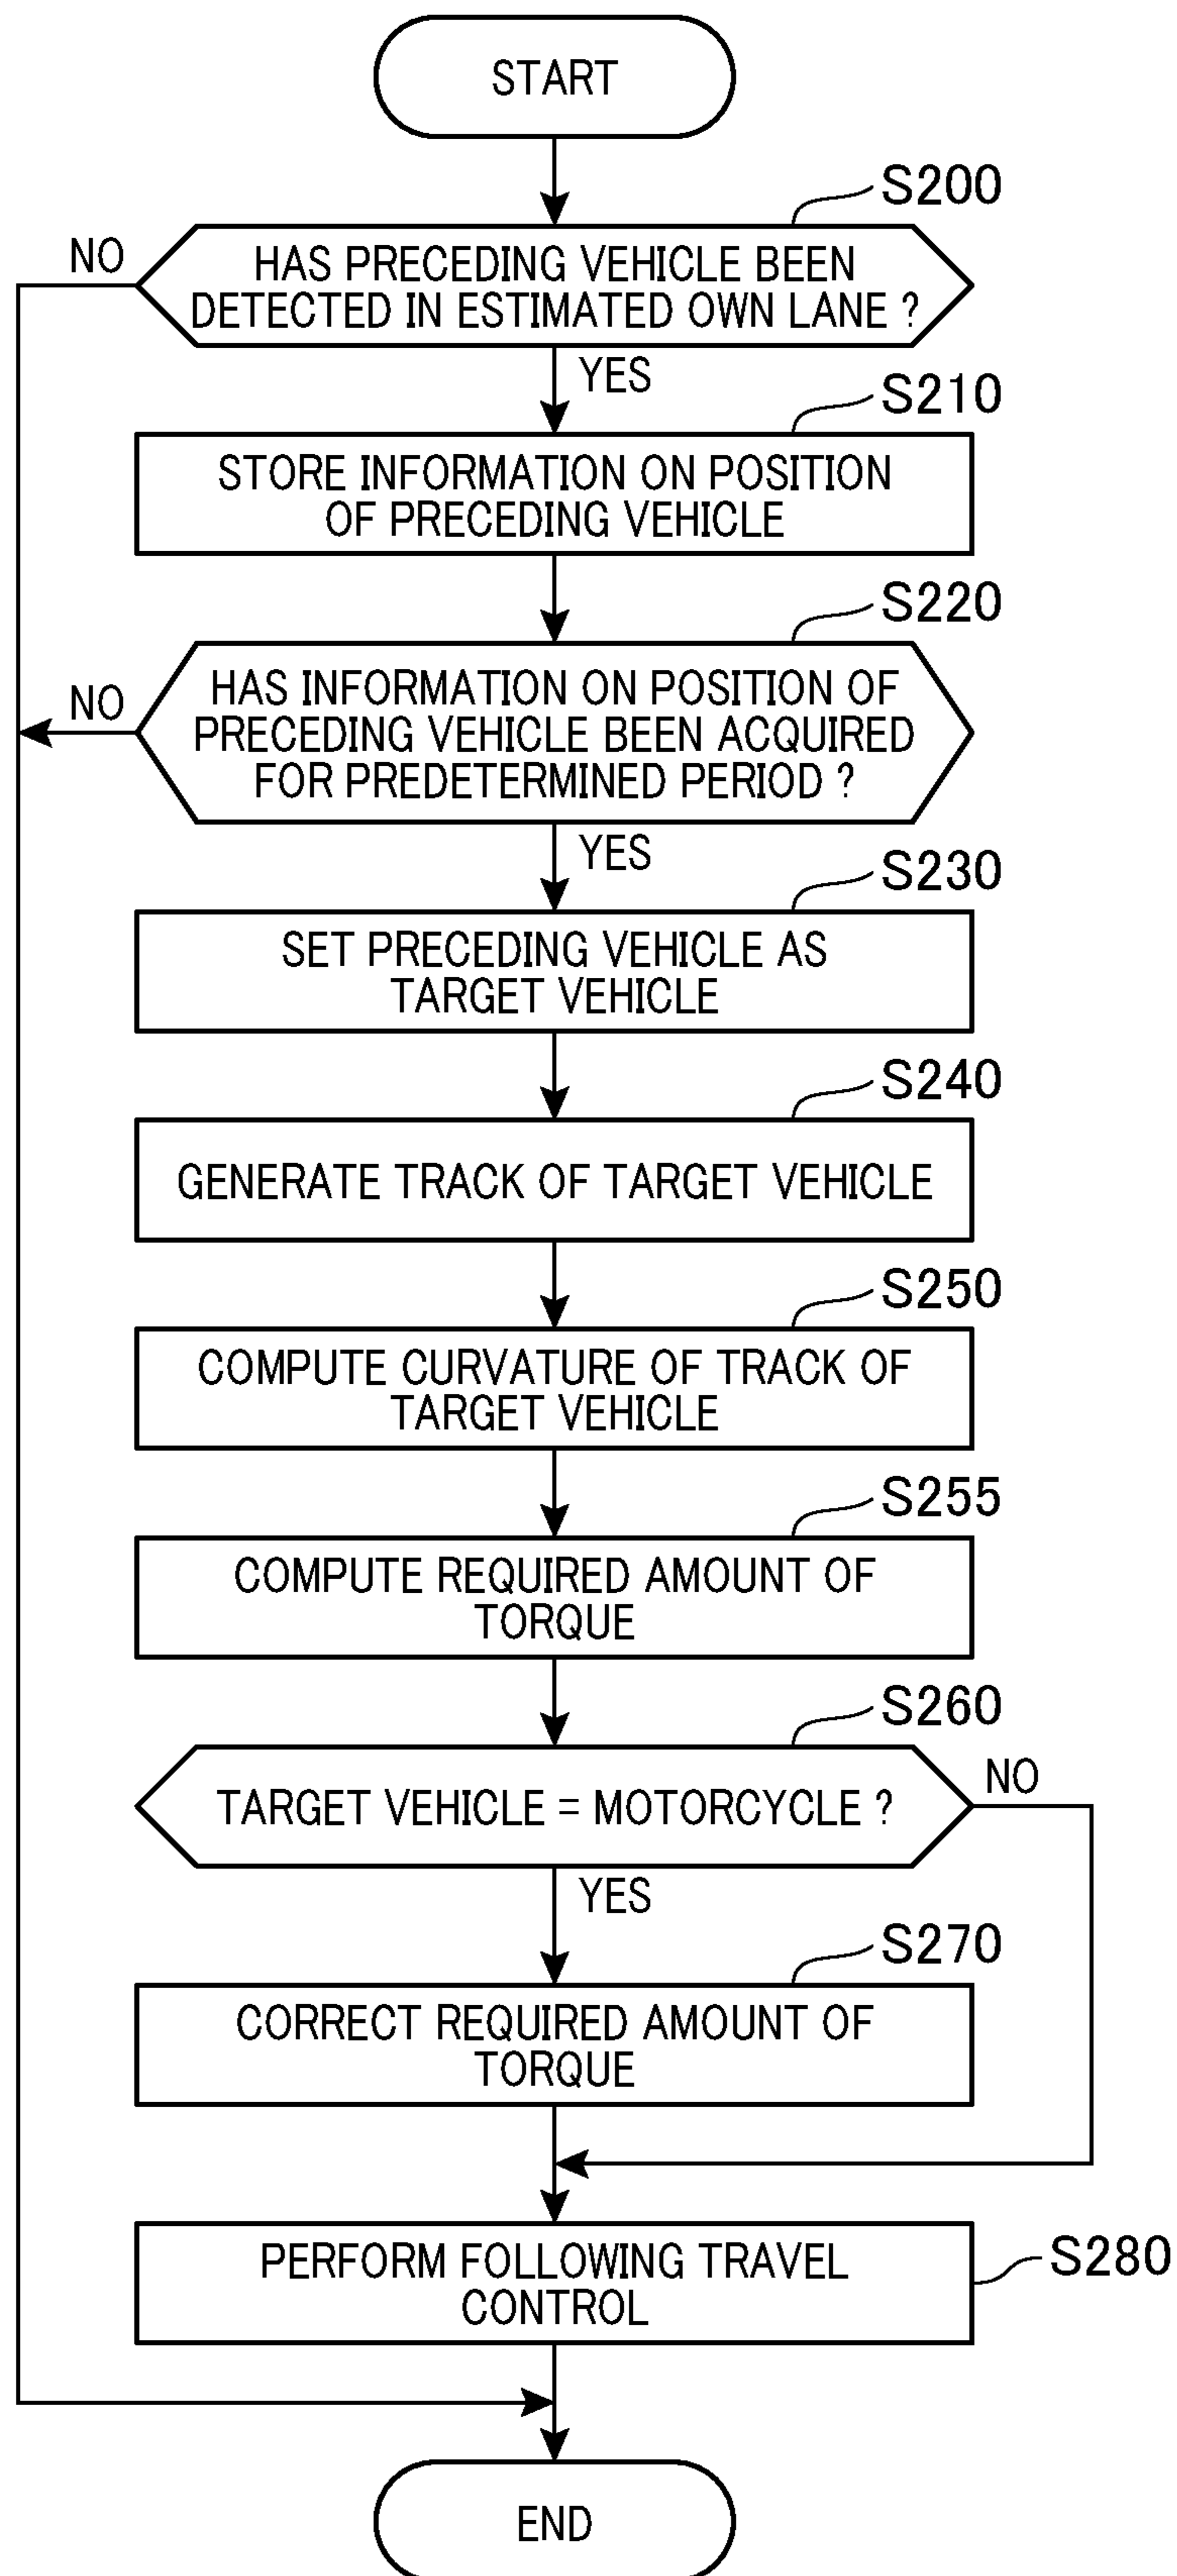 START
S200
NO
HAS PRECEDING VEHICLE BEEN
DETECTED IN ESTIMATED OWN LANE ?
YES
S210
STORE INFORMATION ON POSITION
OF PRECEDING VEHICLE
S220
NO
HAS INFORMATION ON POSITION OF
PRECEDING VEHICLE BEEN ACQUIRED
FOR PREDETERMINED PERIOD ?
YES
S230
SET PRECEDING VEHICLE AS
TARGET VEHICLE
S240
GENERATE TRACK OF TARGET VEHICLE
S250
COMPUTE CURVATURE OF TRACK OF
TARGET VEHICLE
S255
COMPUTE REQUIRED AMOUNT OF
TORQUE
S260
TARGET VEHICLE = MOTORCYCLE ?
NO
YES
S270
CORRECT REQUIRED AMOUNT OF
TORQUE
S280
PERFORM FOLLOWING TRAVEL
CONTROL
END